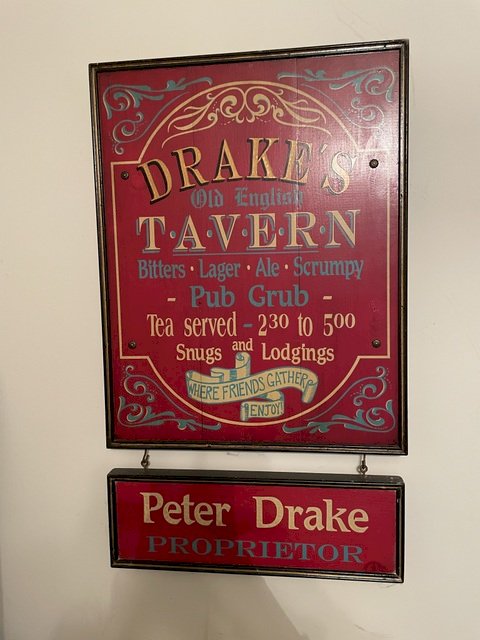 DRAKE'S
Old English
T·A·V·E·R·N
Bitters · Lager · Ale · Scrumpy
- Pub Grub -
Tea served - 2³⁰ to 5⁰⁰
Snugs and Lodgings
WHERE FRIENDS GATHER
ENJOY!
Peter Drake
PROPRIETOR